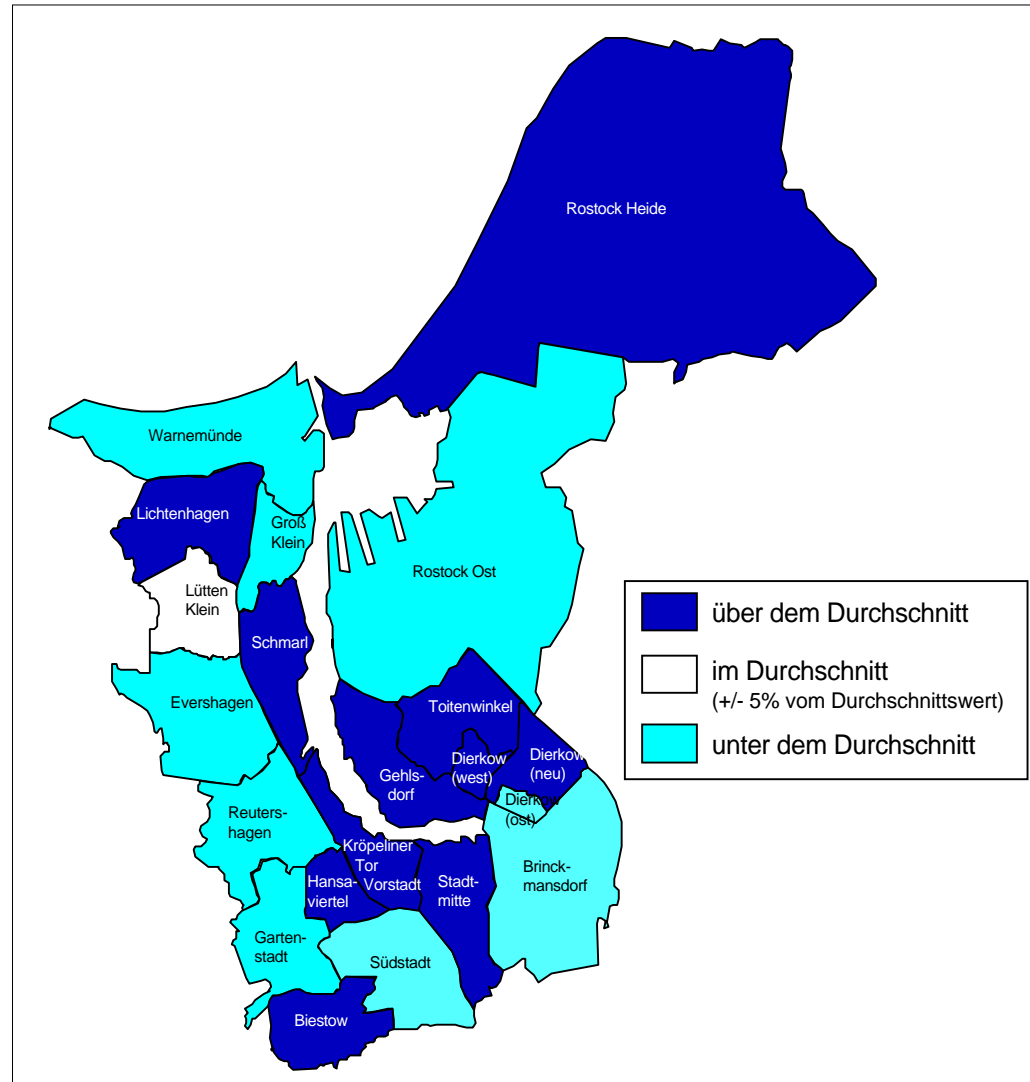 Rostock Heide
Warnemünde
Lichtenhagen
Groß
Klein
Rostock Ost
Lütten
Klein
Schmarl
über dem Durchschnitt
im Durchschnitt
(+/- 5% vom Durchschnittswert)
unter dem Durchschnitt
Evershagen
Toitenwinkel
Dierkow
(west)
Dierkow
(neu)
Gehls-
dorf
Dierkow
(ost)
Reuters-
hagen
Kröpeliner
Tor
Vorstadt
Hansa-
viertel
Stadt-
mitte
Brinck-
mansdorf
Garten-
stadt
Südstadt
Biestow